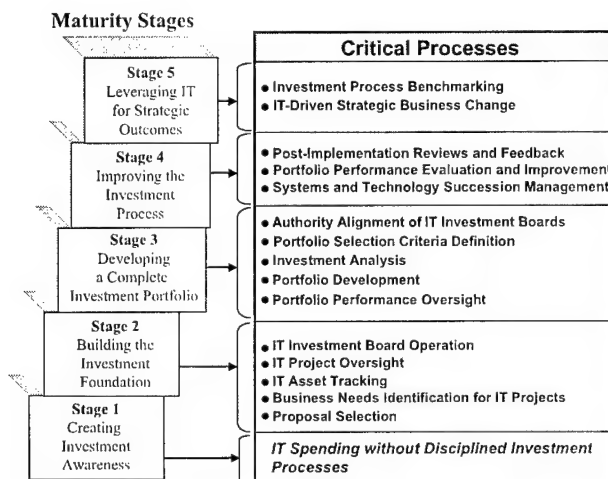 Maturity Stages
Critical Processes
Stage 5
Leveraging IT
for Strategic
Outcomes
● Investment Process Benchmarking
● IT-Driven Strategic Business Change
Stage 4
Improving the
Investment
Process
● Post-Implementation Reviews and Feedback
● Portfolio Performance Evaluation and Improvement
● Systems and Technology Succession Management
Stage 3
Developing
a Complete
Investment Portfolio
● Authority Alignment of IT Investment Boards
● Portfolio Selection Criteria Definition
● Investment Analysis
● Portfolio Development
● Portfolio Performance Oversight
Stage 2
Building the
Investment
Foundation
● IT Investment Board Operation
● IT Project Oversight
● IT Asset Tracking
● Business Needs Identification for IT Projects
● Proposal Selection
Stage 1
Creating
Investment
Awareness
IT Spending without Disciplined Investment
Processes